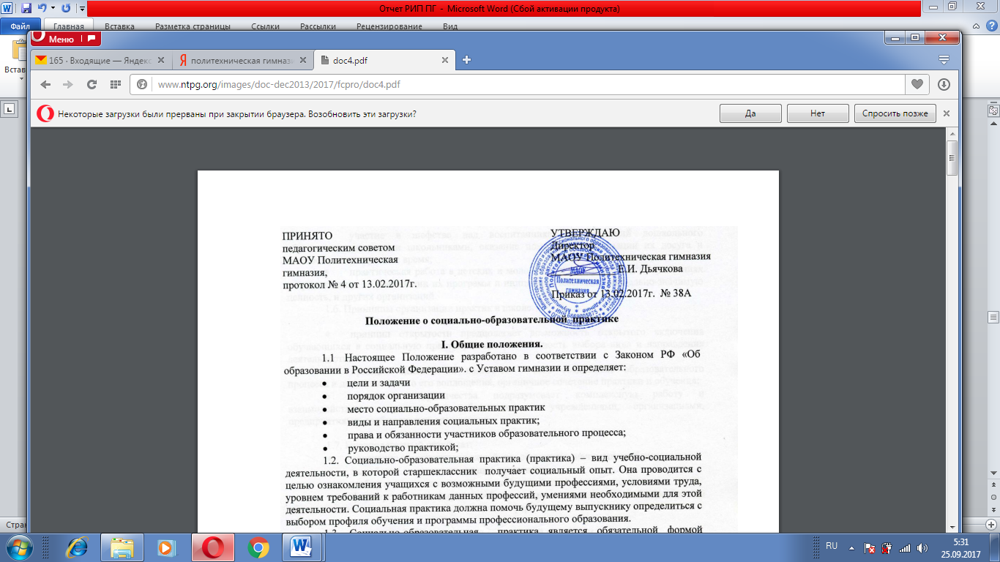 Отчет РИП ПГ - Microsoft Word (Сбой активации продукта)
Файл Главная Вставка Разметка страницы Ссылки Рассылки Рецензирование Вид
Меню
165 · Входящие — Яндекс политехническая гимназ doc4.pdf
www.ntpg.org/images/doc-dec2013/2017/fcpro/doc4.pdf
Некоторые загрузки были прерваны при закрытии браузера. Возобновить эти загрузки? Да Нет Спросить позже
ПРИНЯТО
педагогическим советом
МАОУ Политехническая
гимназия,
протокол № 4 от 13.02.2017г.
УТВЕРЖДАЮ
Директор
МАОУ Политехническая гимназия
Е.И. Дьячкова
Приказ от 13.02.2017г. № 38А
МАОУ
Политехническая
гимназия
Положение о социально-образовательной практике
I. Общие положения.
1.1 Настоящее Положение разработано в соответствии с Законом РФ «Об
образовании в Российской Федерации». с Уставом гимназии и определяет:
• цели и задачи
• порядок организации
• место социально-образовательных практик
• виды и направления социальных практик;
• права и обязанности участников образовательного процесса;
• руководство практикой;
1.2. Социально-образовательная практика (практика) – вид учебно-социальной
деятельности, в которой старшеклассник получает социальный опыт. Она проводится с
целью ознакомления учащихся с возможными будущими профессиями, условиями труда,
уровнем требований к работникам данных профессий, умениями необходимыми для этой
деятельности. Социальная практика должна помочь будущему выпускнику определиться с
выбором профиля обучения и программы профессионального образования.
1.3. Социально-образовательная практика является обязательной формой
Стран
RU
5:31
25.09.2017